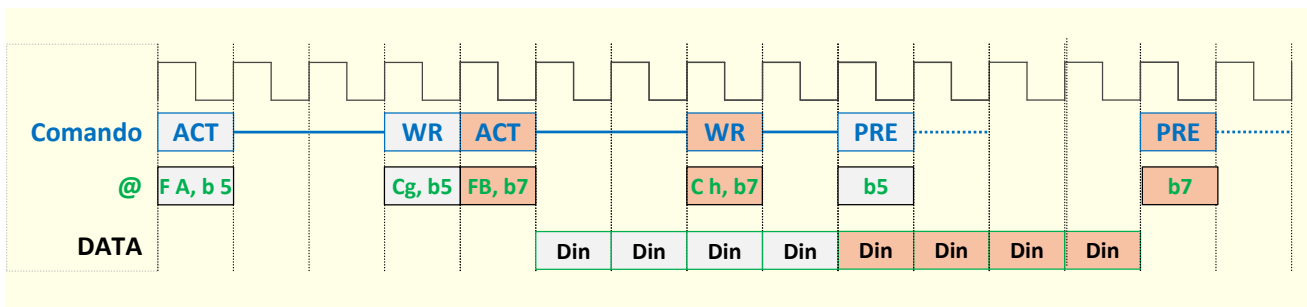 Comando ACT WR ACT WR PRE PRE
@ F A, b 5 Cg, b5 FB, b7 C h, b7 b5 b7
DATA Din Din Din Din Din Din Din Din